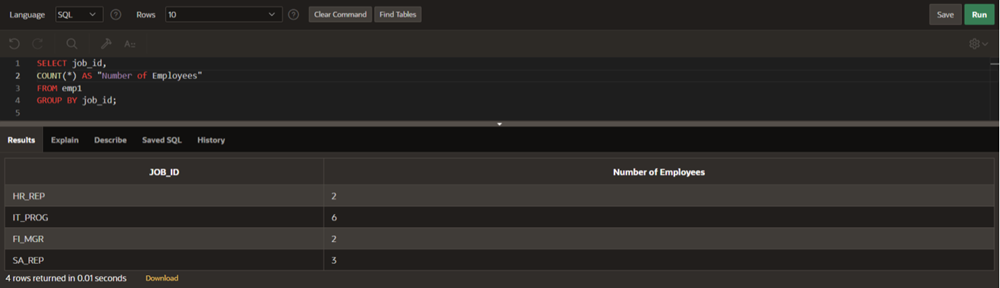 Language SQL Rows 10 Clear Command Find Tables Save Run
A::
1 SELECT job_id,
2 COUNT(*) AS "Number of Employees"
3 FROM emp1
4 GROUP BY job_id;
5
Results Explain Describe Saved SQL History
JOB_ID Number of Employees
HR_REP 2
IT_PROG 6
FI_MGR 2
SA_REP 3
4 rows returned in 0.01 seconds Download